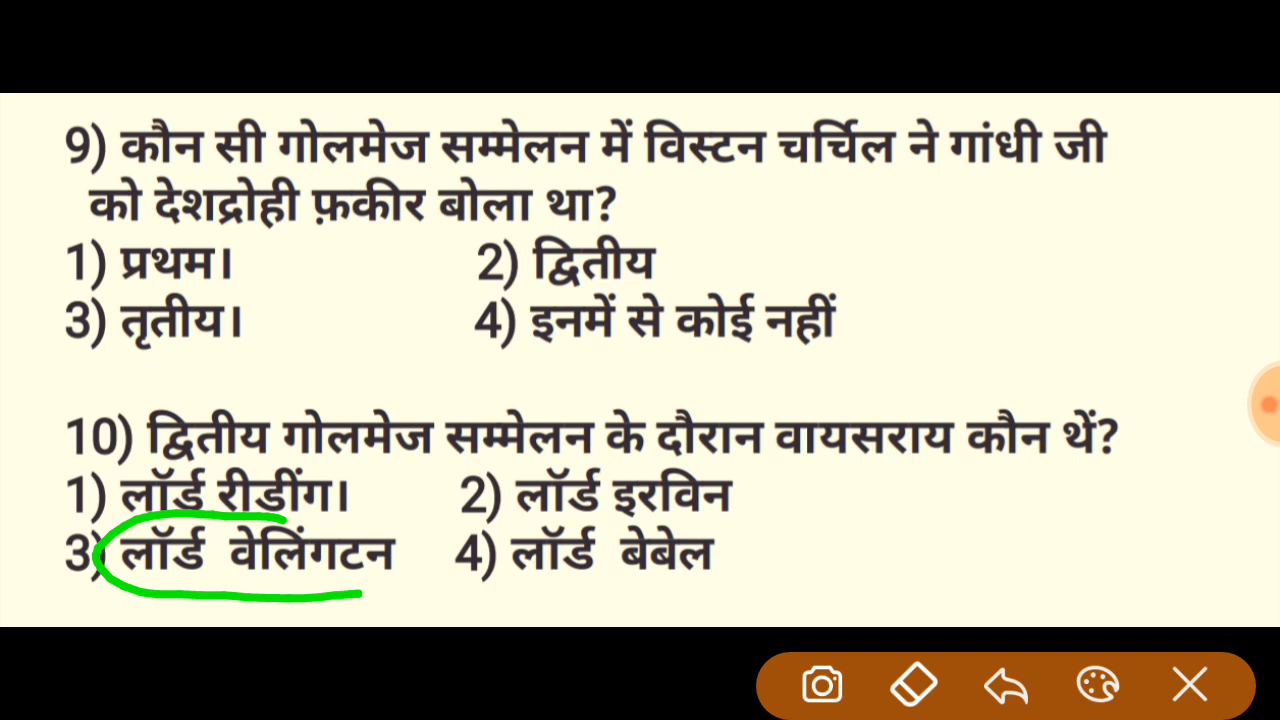 9) कौन सी गोलमेज सम्मेलन में विस्टन चर्चिल ने गांधी जी
को देशद्रोही फ़कीर बोला था?
1) प्रथम। 2) द्वितीय
3) तृतीय। 4) इनमें से कोई नहीं
10) द्वितीय गोलमेज सम्मेलन के दौरान वायसराय कौन थें?
1) लॉर्ड रीडींग। 2) लॉर्ड इरविन
3) लॉर्ड वेलिंगटन 4) लॉर्ड बेबेल